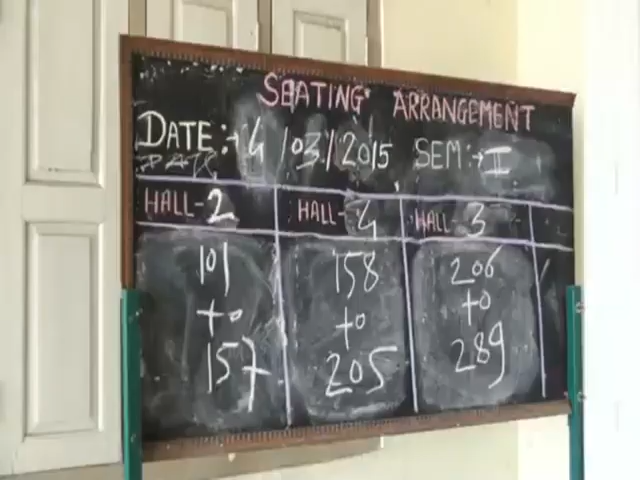 SEATING ARRANGEMENT
DATE:→4/03/2015 SEM:→II
HALL-2 HALL-4 HALL-3
101 158 206
to to to
157 205 289